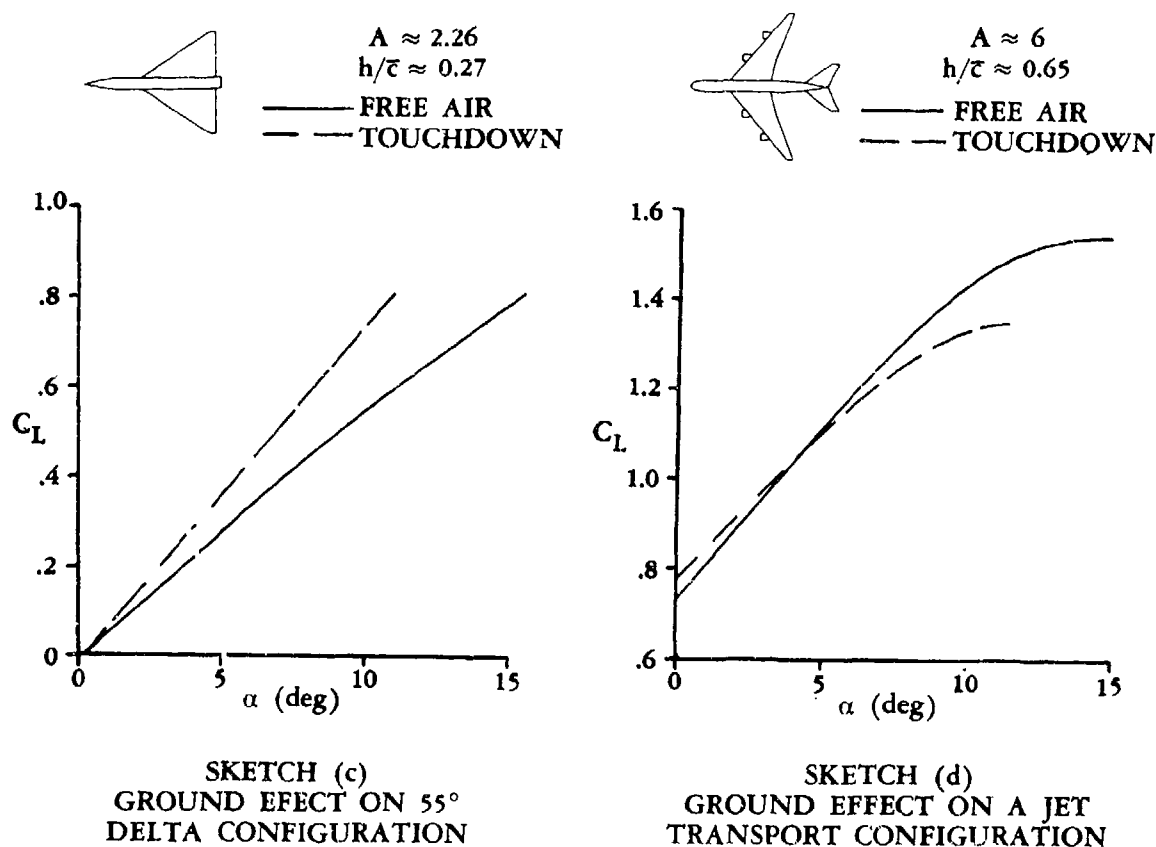 A ≈ 2.26
h/c̅ ≈ 0.27
FREE AIR
TOUCHDOWN
1.0
.8
.6
C_L
.4
.2
0
0 5 10 15
α (deg)
SKETCH (c)
GROUND EFECT ON 55°
DELTA CONFIGURATION
A ≈ 6
h/c̅ ≈ 0.65
FREE AIR
TOUCHDOWN
1.6
1.4
1.2
C_L
1.0
.8
.6
0 5 10 15
α (deg)
SKETCH (d)
GROUND EFFECT ON A JET
TRANSPORT CONFIGURATION